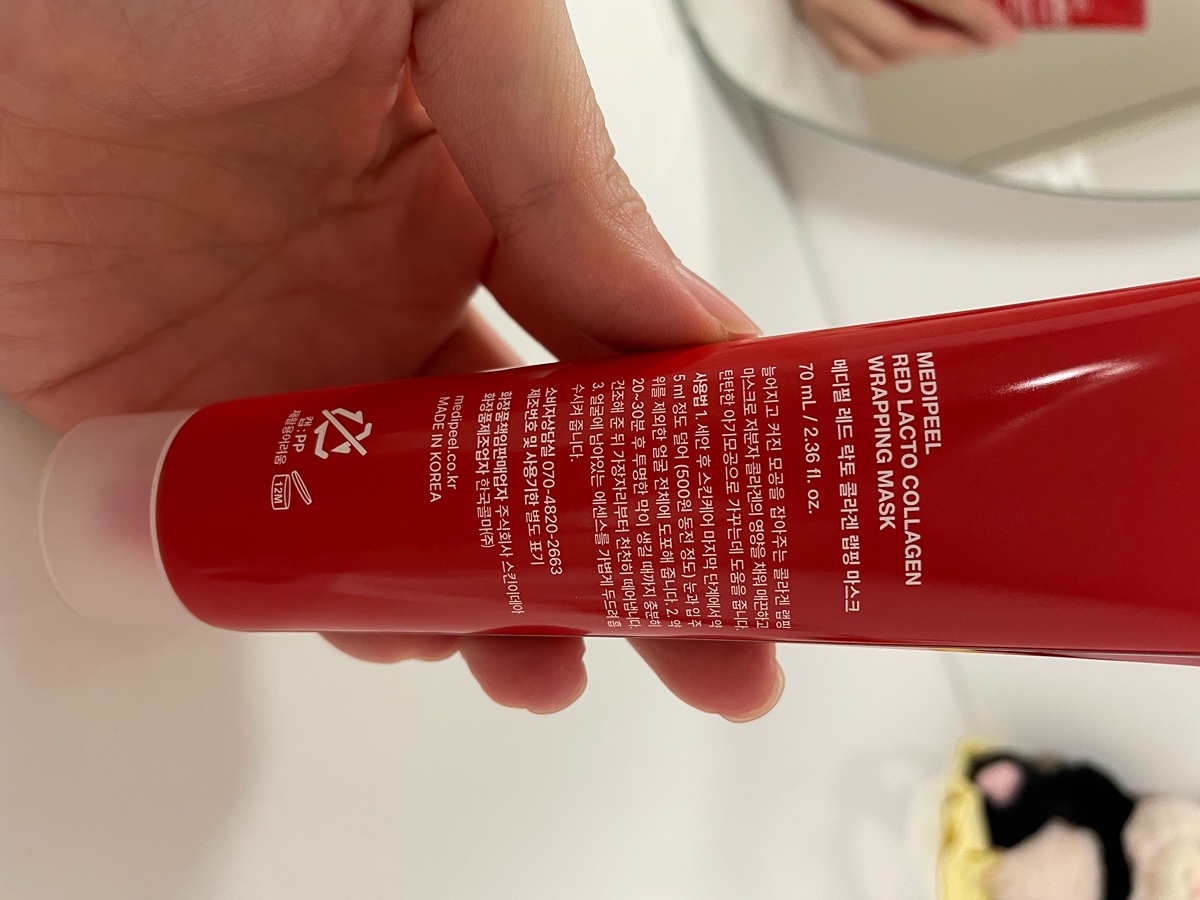 MEDIPEEL
RED LACTO COLLAGEN
WRAPPING MASK
메디필 레드 락토 콜라겐 랩핑 마스크
70 mL / 2.36 fl. oz.
늘어지고 커진 모공을 잡아주는 콜라겐 랩핑
마스크로 저분자 콜라겐의 영양을 채워 매끈하고
탄탄한 아기모공으로 가꾸는데 도움을 줍니다.
사용법 1. 세안 후 스킨케어 마지막 단계에서 약
5 ml 정도 덜어 (500원 동전 정도) 눈과 입 주
위를 제외한 얼굴 전체에 도포해 줍니다. 2. 약
20~30분 후 투명한 막이 생길 때까지 충분히
건조해 준 뒤 가장자리부터 천천히 떼어냅니다.
3. 얼굴에 남아있는 에센스를 가볍게 두드려 흡
수시켜 줍니다.
소비자상담실 070-4820-2663
제조번호 및 사용기한 별도 표기
화장품책임판매업자 주식회사 스킨이데아
화장품제조업자 한국콜마(주)
medipeel.co.kr
MADE IN KOREA
캡 : PP
재활용어려움
12M